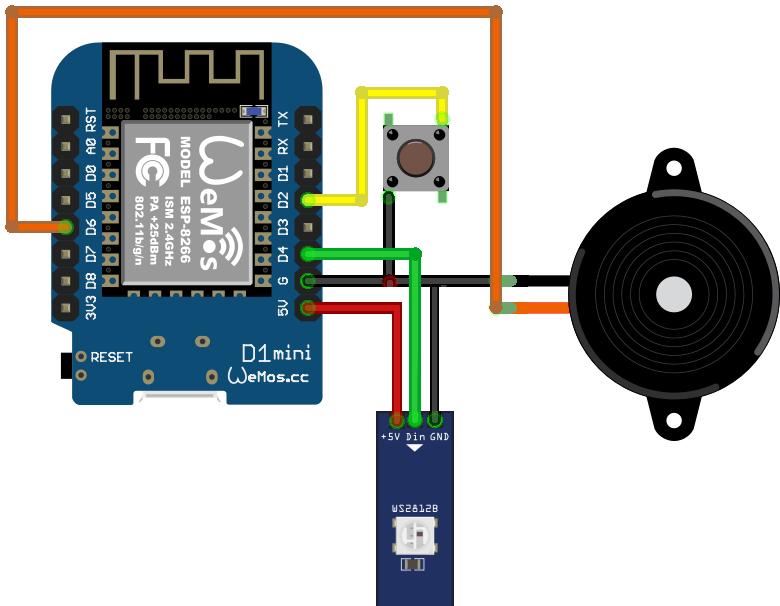 RST
A0
D0
D5
D6
D7
D8
3V3
TX
RX
D1
D2
D3
D4
G
5V
WeMos
MODEL ESP-8266
ISM 2.4GHz
PA +25dBm
802.11b/g/n
FC
RESET
D1mini
WeMos.cc
+5V Din GND
WS2812B